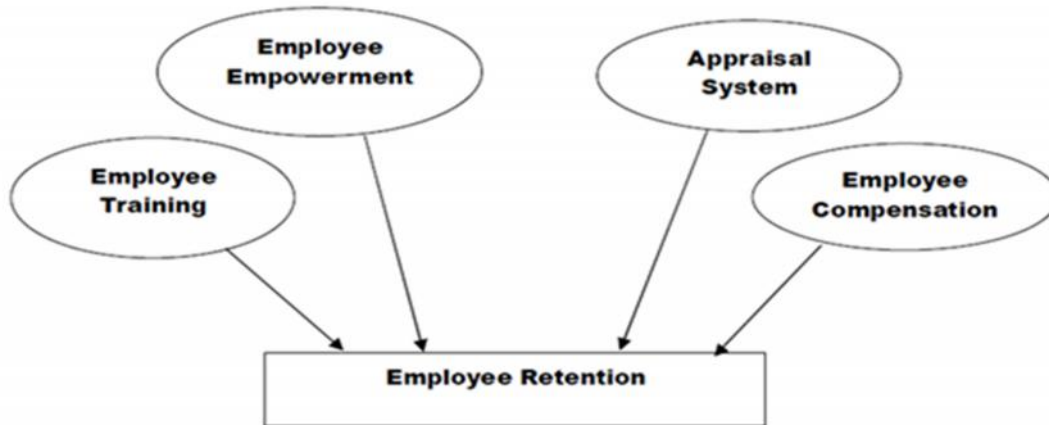 Employee
Empowerment
Appraisal
System
Employee
Training
Employee
Compensation
Employee Retention